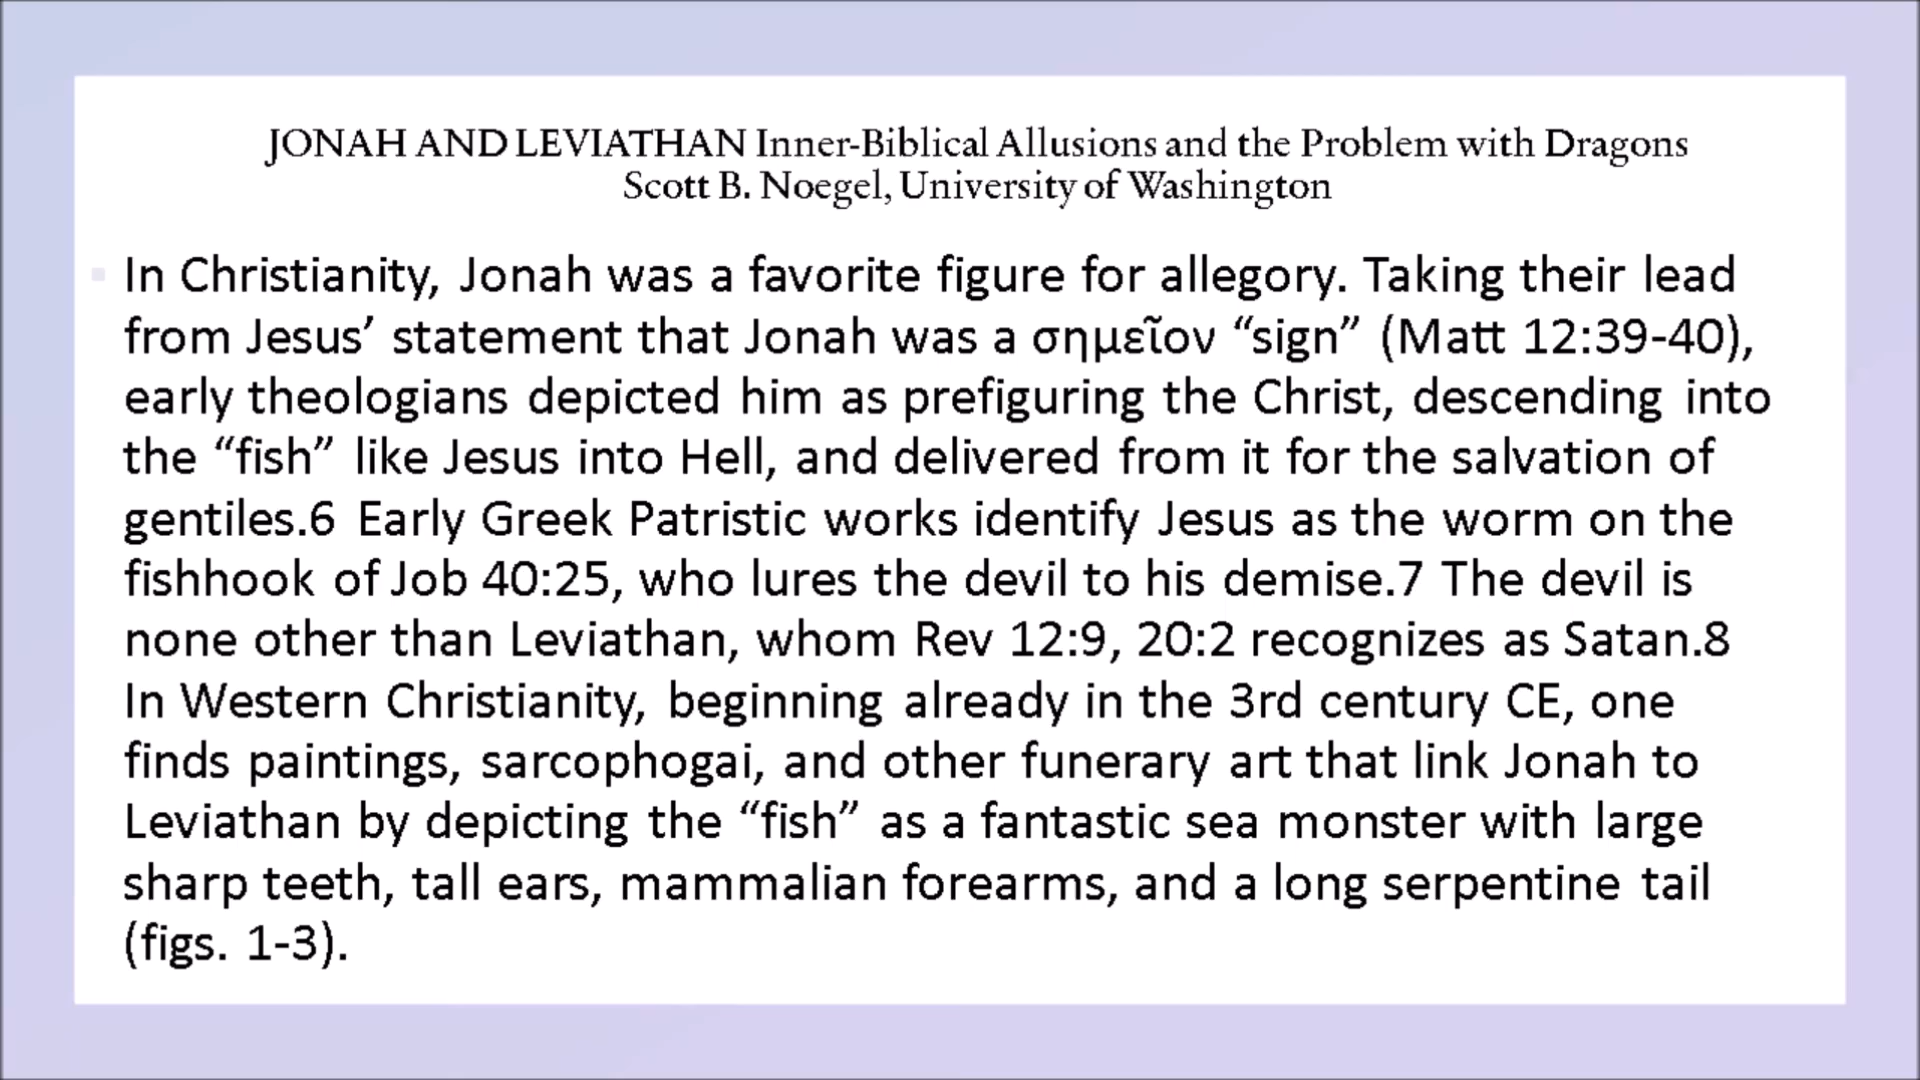 JONAH AND LEVIATHAN Inner-Biblical Allusions and the Problem with Dragons
Scott B. Noegel, University of Washington
In Christianity, Jonah was a favorite figure for allegory. Taking their lead
from Jesus’ statement that Jonah was a σημεῖον “sign” (Matt 12:39-40),
early theologians depicted him as prefiguring the Christ, descending into
the “fish” like Jesus into Hell, and delivered from it for the salvation of
gentiles.6 Early Greek Patristic works identify Jesus as the worm on the
fishhook of Job 40:25, who lures the devil to his demise.7 The devil is
none other than Leviathan, whom Rev 12:9, 20:2 recognizes as Satan.8
In Western Christianity, beginning already in the 3rd century CE, one
finds paintings, sarcophogai, and other funerary art that link Jonah to
Leviathan by depicting the “fish” as a fantastic sea monster with large
sharp teeth, tall ears, mammalian forearms, and a long serpentine tail
(figs. 1-3).